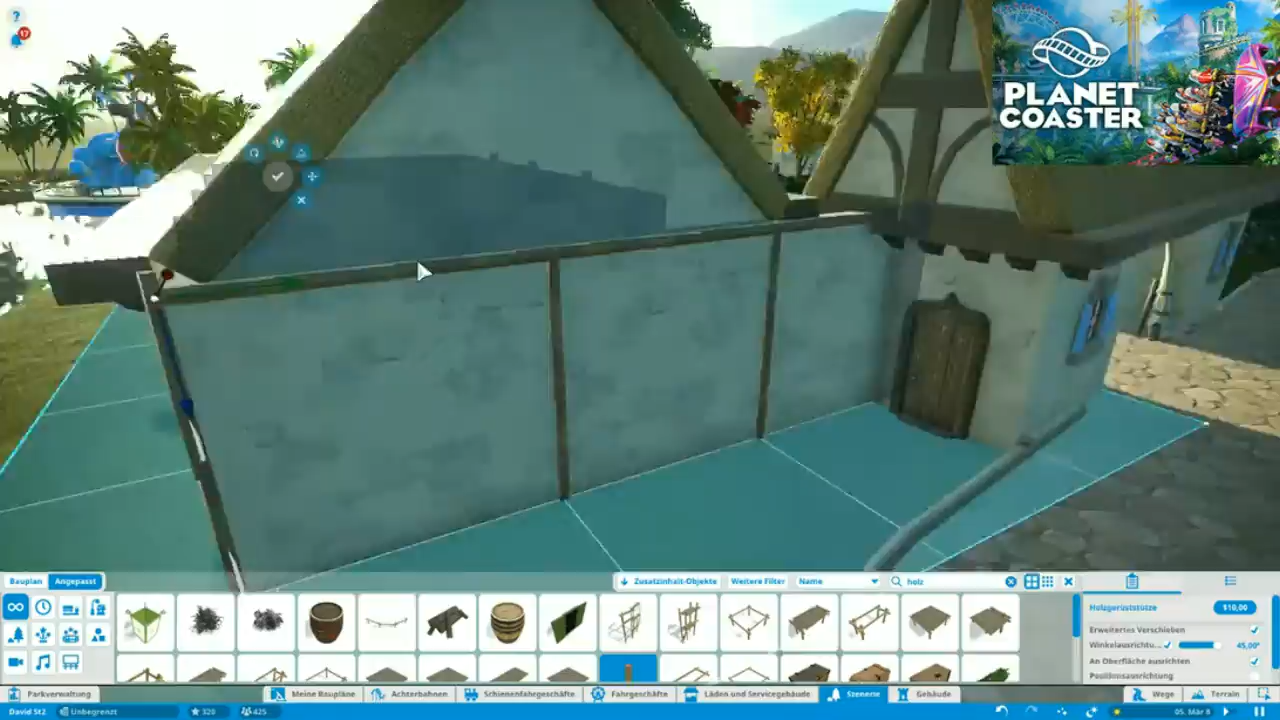 ?
17
PLANET
COASTER
Bauplan Angepasst
Zusatzinhalt-Objekte Weitere Filter Name holz
Holzgerüststütze $10,00
Erweitertes Verschieben
Winkelausrichtu... 45,00°
An Oberfläche ausrichten
Positionsausrichtung
Parkverwaltung Meine Baupläne Achterbahnen Schienenfahrgeschäfte Fahrgeschäfte Läden und Servicegebäude Szenerie Gebäude Wege Terrain
David St2 Unbegrenzt 320 425 05. Mär 8